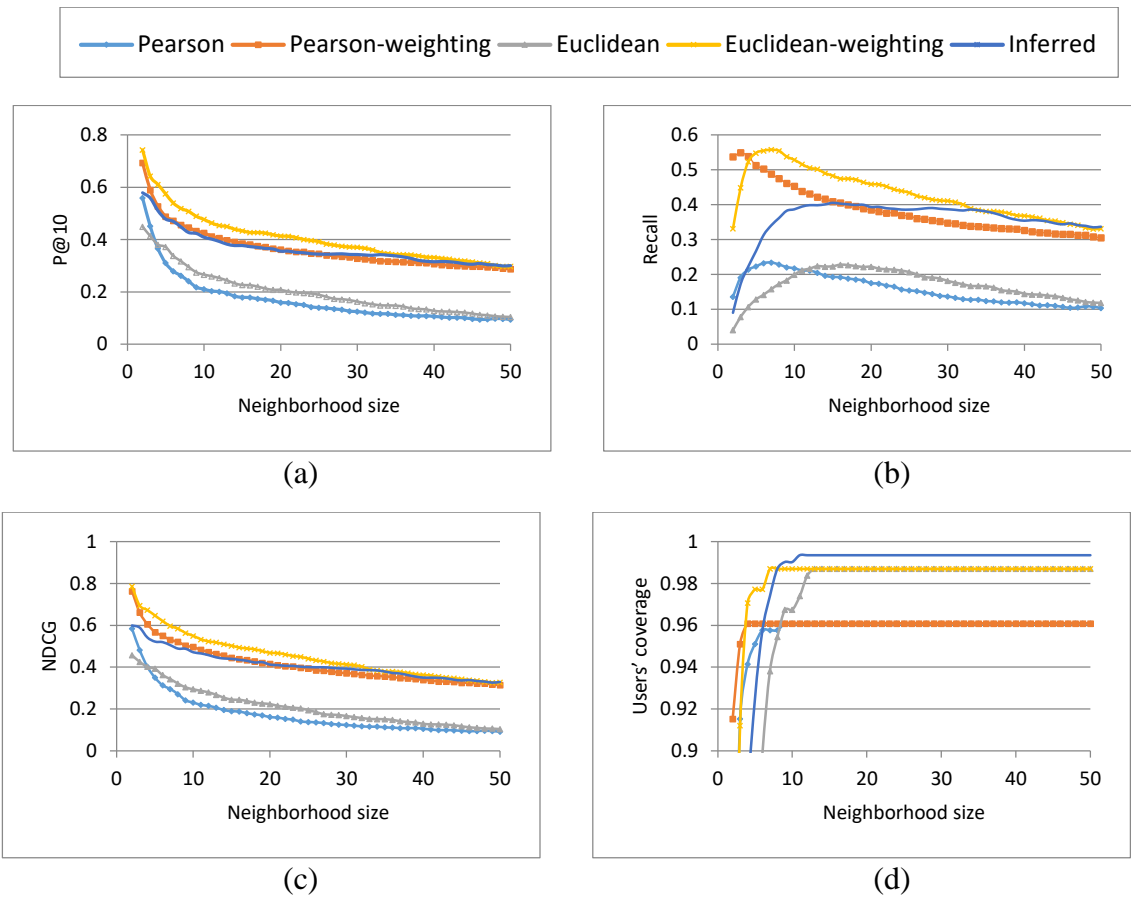 Pearson Pearson-weighting Euclidean Euclidean-weighting Inferred
0.8
0.6
0.4
0.2
0
P@10
0 10 20 30 40 50
Neighborhood size
(a)
0.6
0.5
0.4
0.3
0.2
0.1
0
Recall
0 10 20 30 40 50
Neighborhood size
(b)
1
0.8
0.6
0.4
0.2
0
NDCG
0 10 20 30 40 50
Neighborhood size
(c)
1
0.98
0.96
0.94
0.92
0.9
Users' coverage
0 10 20 30 40 50
Neighborhood size
(d)